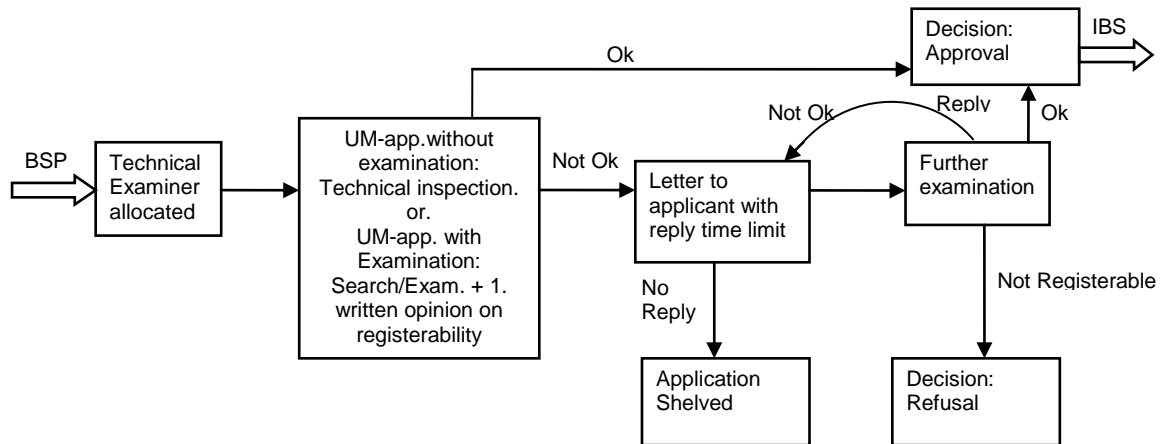 BSP
Technical
Examiner
allocated
UM-app.without
examination:
Technical inspection.
or.
UM-app. with
Examination:
Search/Exam. + 1.
written opinion on
registerability
Ok
Not Ok
Letter to
applicant with
reply time limit
No
Reply
Application
Shelved
Not Ok
Reply
Further
examination
Ok
Decision:
Approval
IBS
Not Registerable
Decision:
Refusal